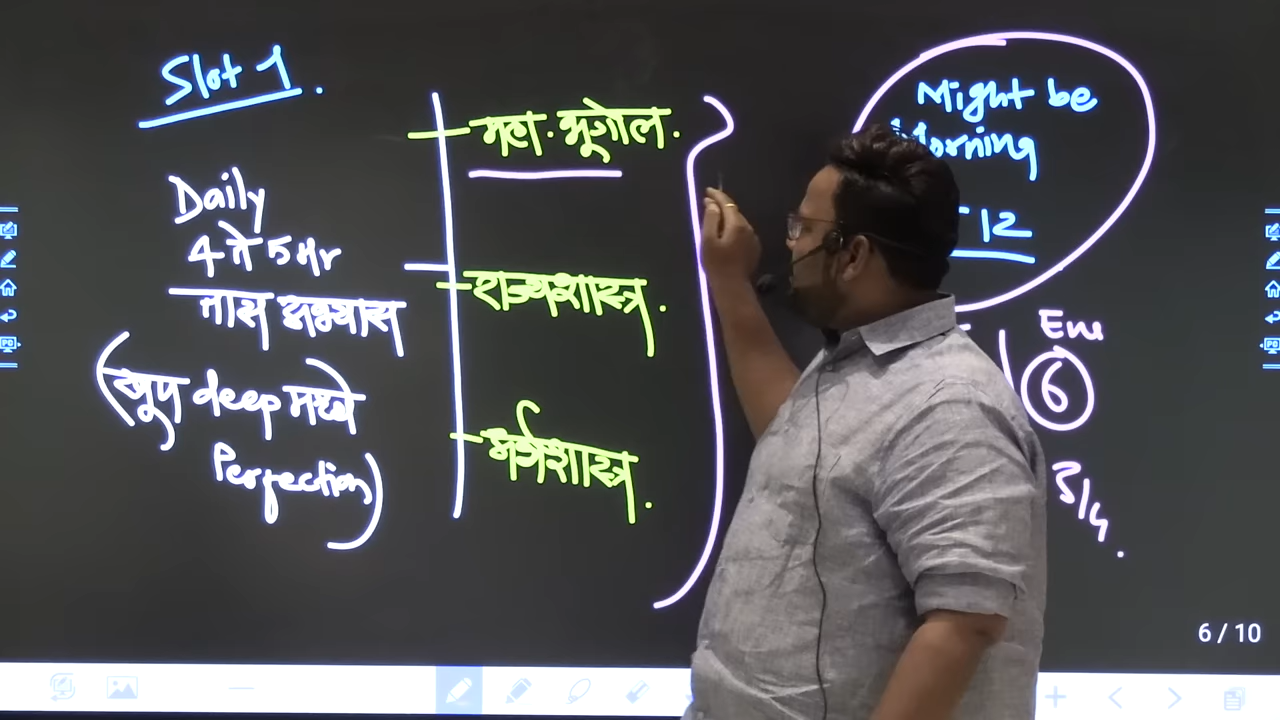 Slot 1.
Daily
4 ते 5 Hr
तास अभ्यास
(खूप deep मध्ये
Perfection)
महा. भूगोल.
राज्यशास्त्र.
अर्थशास्त्र.
Might be
Morning
12
6
3/4.
6 / 10